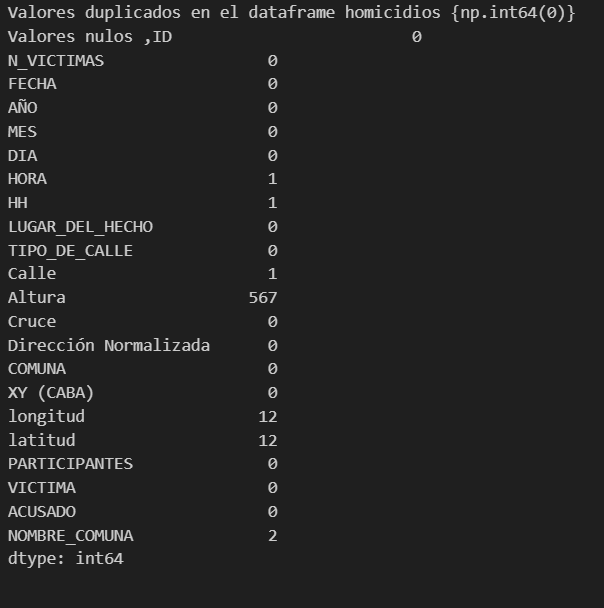 Valores duplicados en el dataframe homicidios {np.int64(0)}
Valores nulos ,ID 0
N_VICTIMAS 0
FECHA 0
AÑO 0
MES 0
DIA 0
HORA 1
HH 1
LUGAR_DEL_HECHO 0
TIPO_DE_CALLE 0
Calle 1
Altura 567
Cruce 0
Dirección Normalizada 0
COMUNA 0
XY (CABA) 0
longitud 12
latitud 12
PARTICIPANTES 0
VICTIMA 0
ACUSADO 0
NOMBRE_COMUNA 2
dtype: int64